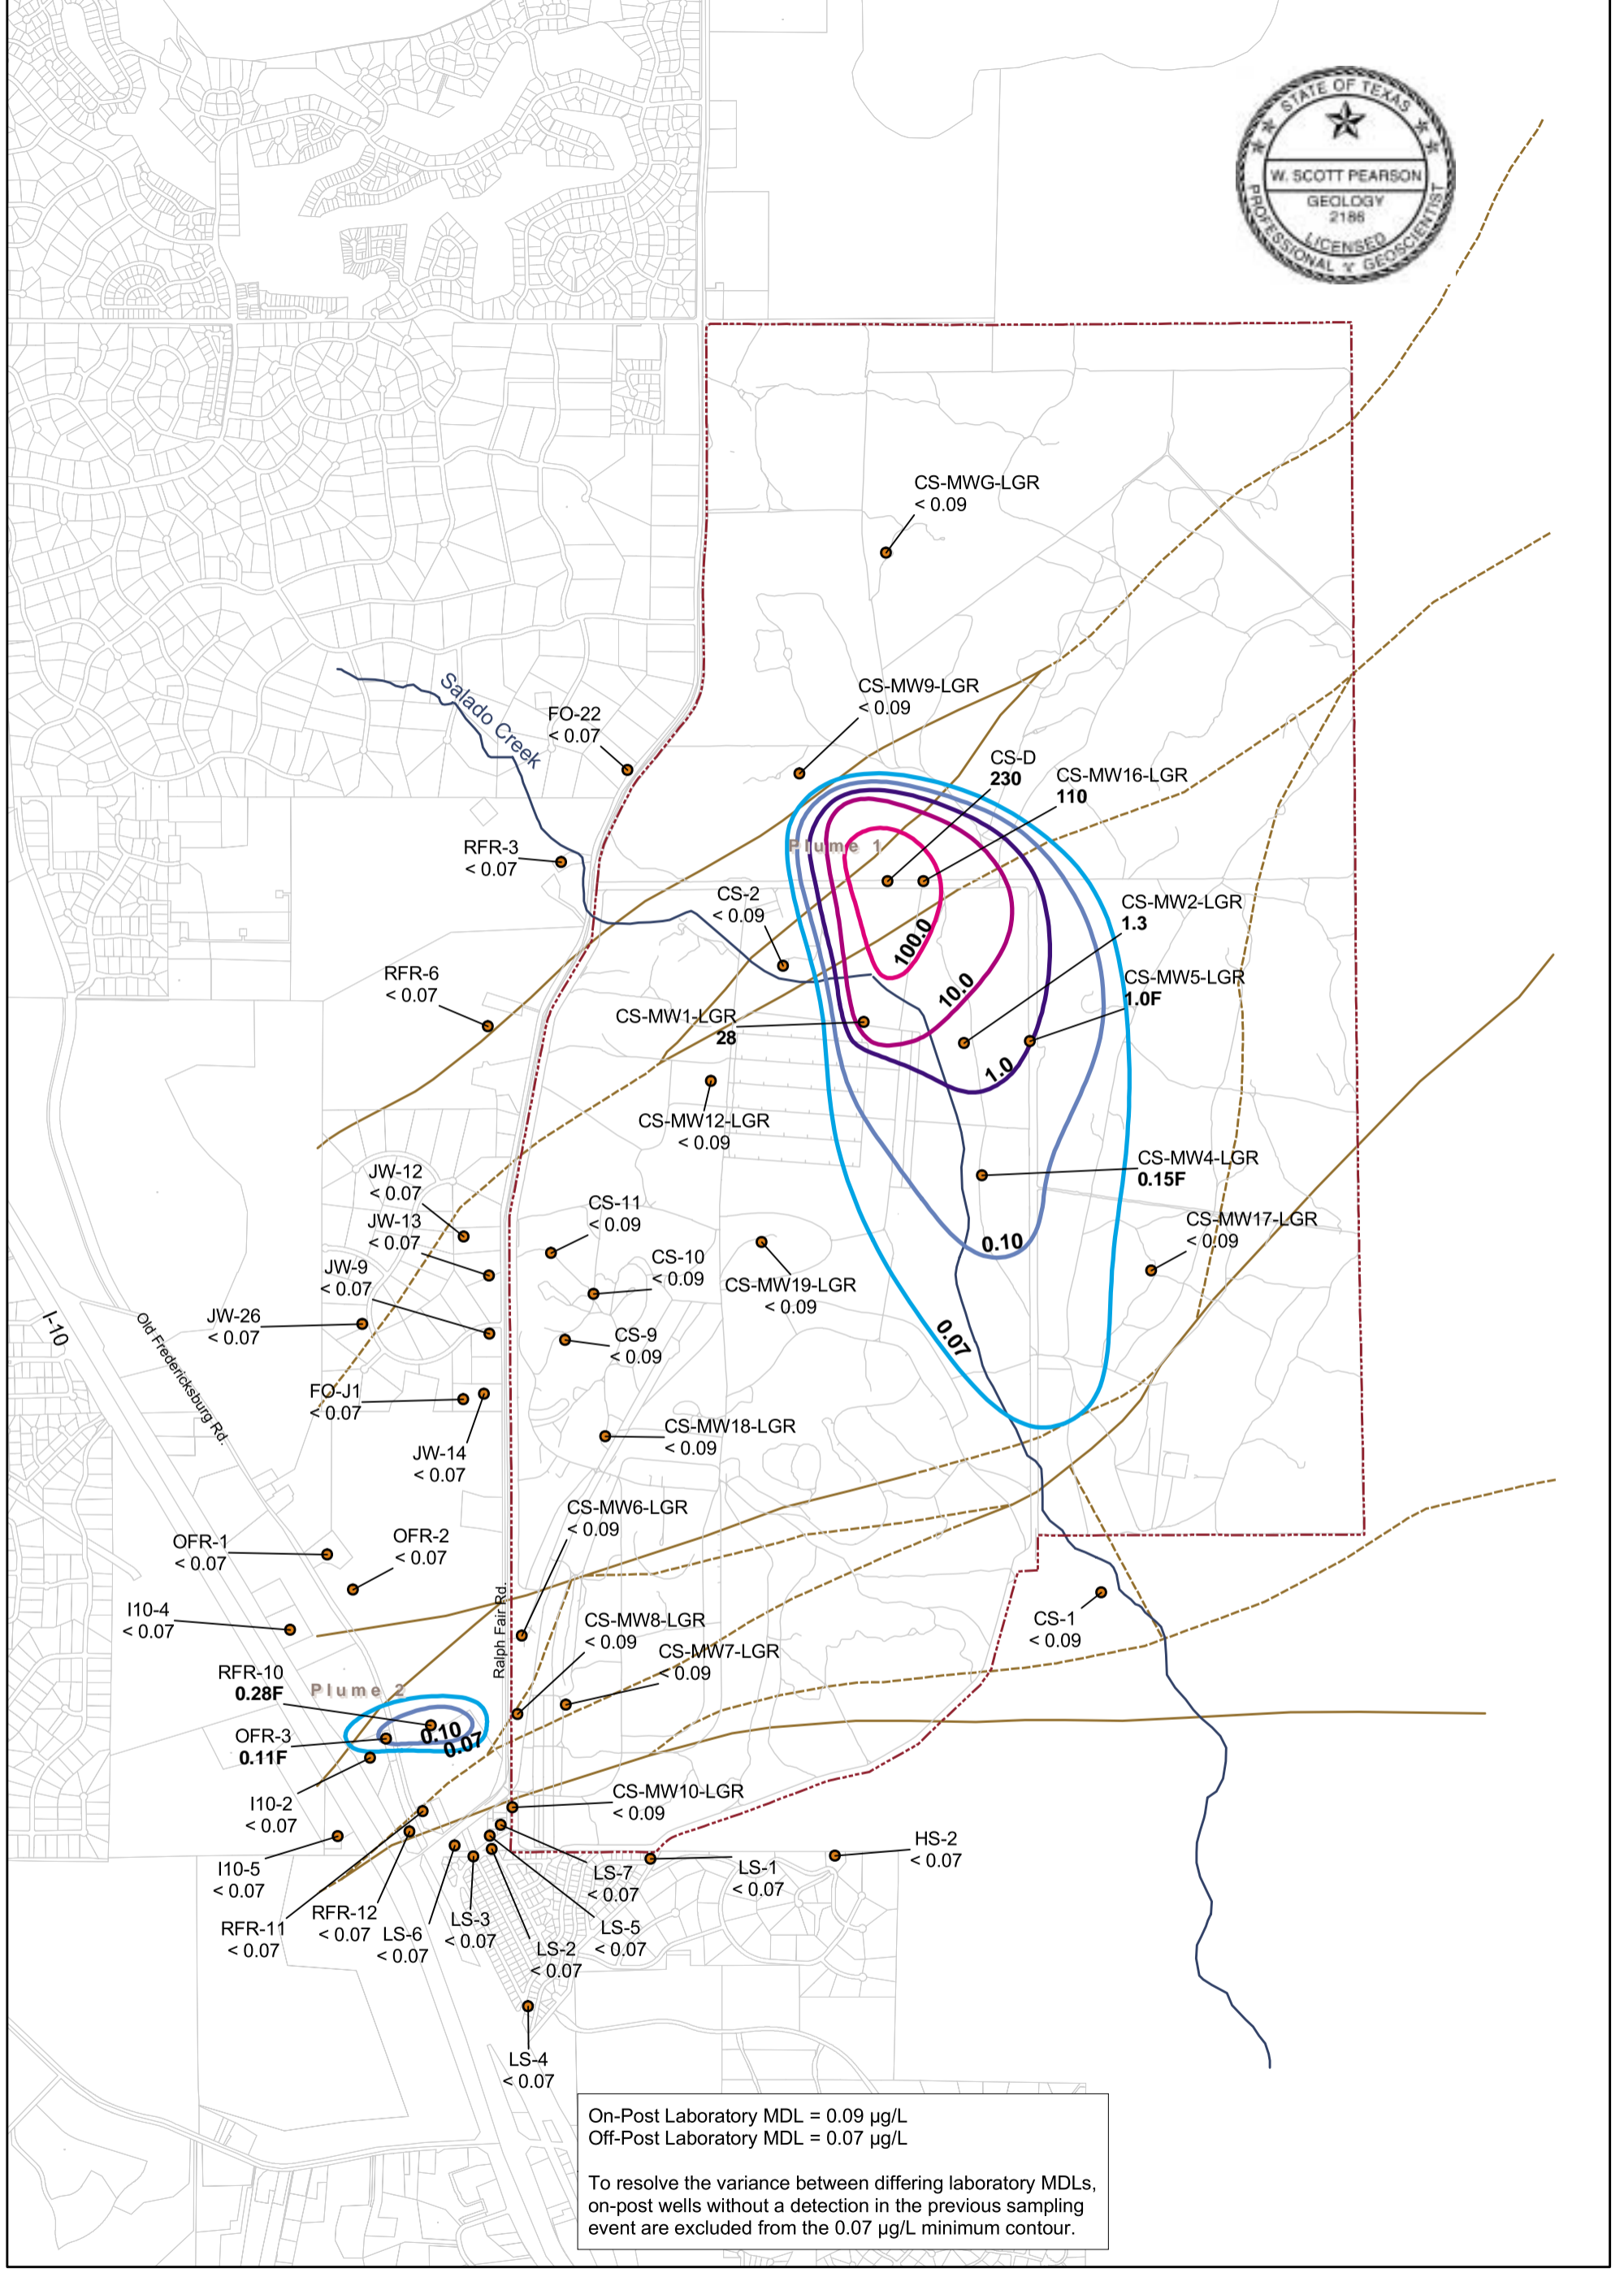 STATE OF TEXAS
W. SCOTT PEARSON
GEOLOGY
2186
LICENSED
PROFESSIONAL GEOSCIENTIST
CS-MWG-LGR
< 0.09
CS-MW9-LGR
< 0.09
Salado Creek
FO-22
< 0.07
CS-D
230
CS-MW16-LGR
110
Plume 1
RFR-3
< 0.07
CS-2
< 0.09
CS-MW2-LGR
1.3
100.0
RFR-6
< 0.07
10.0
CS-MW5-LGR
1.0F
CS-MW1-LGR
28
1.0
CS-MW12-LGR
< 0.09
CS-MW4-LGR
0.15F
JW-12
< 0.07
JW-13
< 0.07
CS-11
< 0.09
CS-MW17-LGR
< 0.09
0.10
JW-9
< 0.07
CS-10
< 0.09
CS-MW19-LGR
< 0.09
JW-26
< 0.07
I-10
Old Fredericksburg Rd.
CS-9
< 0.09
0.07
FO-J1
< 0.07
JW-14
< 0.07
CS-MW18-LGR
< 0.09
CS-MW6-LGR
< 0.09
OFR-1
< 0.07
OFR-2
< 0.07
I10-4
< 0.07
Ralph Fair Rd.
CS-MW8-LGR
< 0.09
CS-1
< 0.09
CS-MW7-LGR
< 0.09
RFR-10
0.28F
Plume 2
OFR-3
0.11F
0.10
0.07
I10-2
< 0.07
CS-MW10-LGR
< 0.09
I10-5
< 0.07
LS-7
< 0.07
LS-1
< 0.07
HS-2
< 0.07
RFR-11
< 0.07
RFR-12
< 0.07
LS-6
< 0.07
LS-3
< 0.07
LS-5
< 0.07
LS-2
< 0.07
LS-4
< 0.07
On-Post Laboratory MDL = 0.09 µg/L
Off-Post Laboratory MDL = 0.07 µg/L
To resolve the variance between differing laboratory MDLs,
on-post wells without a detection in the previous sampling
event are excluded from the 0.07 µg/L minimum contour.